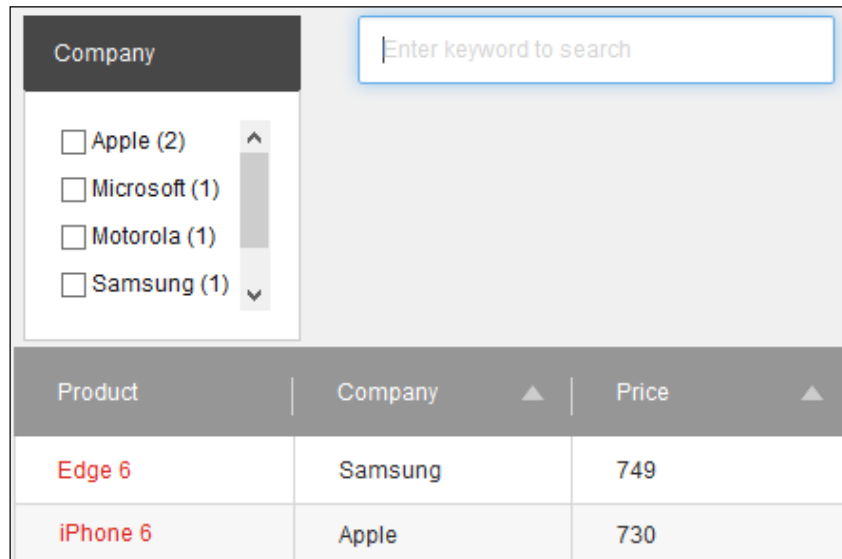 Company
Enter keyword to search
Apple (2)
Microsoft (1)
Motorola (1)
Samsung (1)
Product Company Price
Edge 6 Samsung 749
iPhone 6 Apple 730